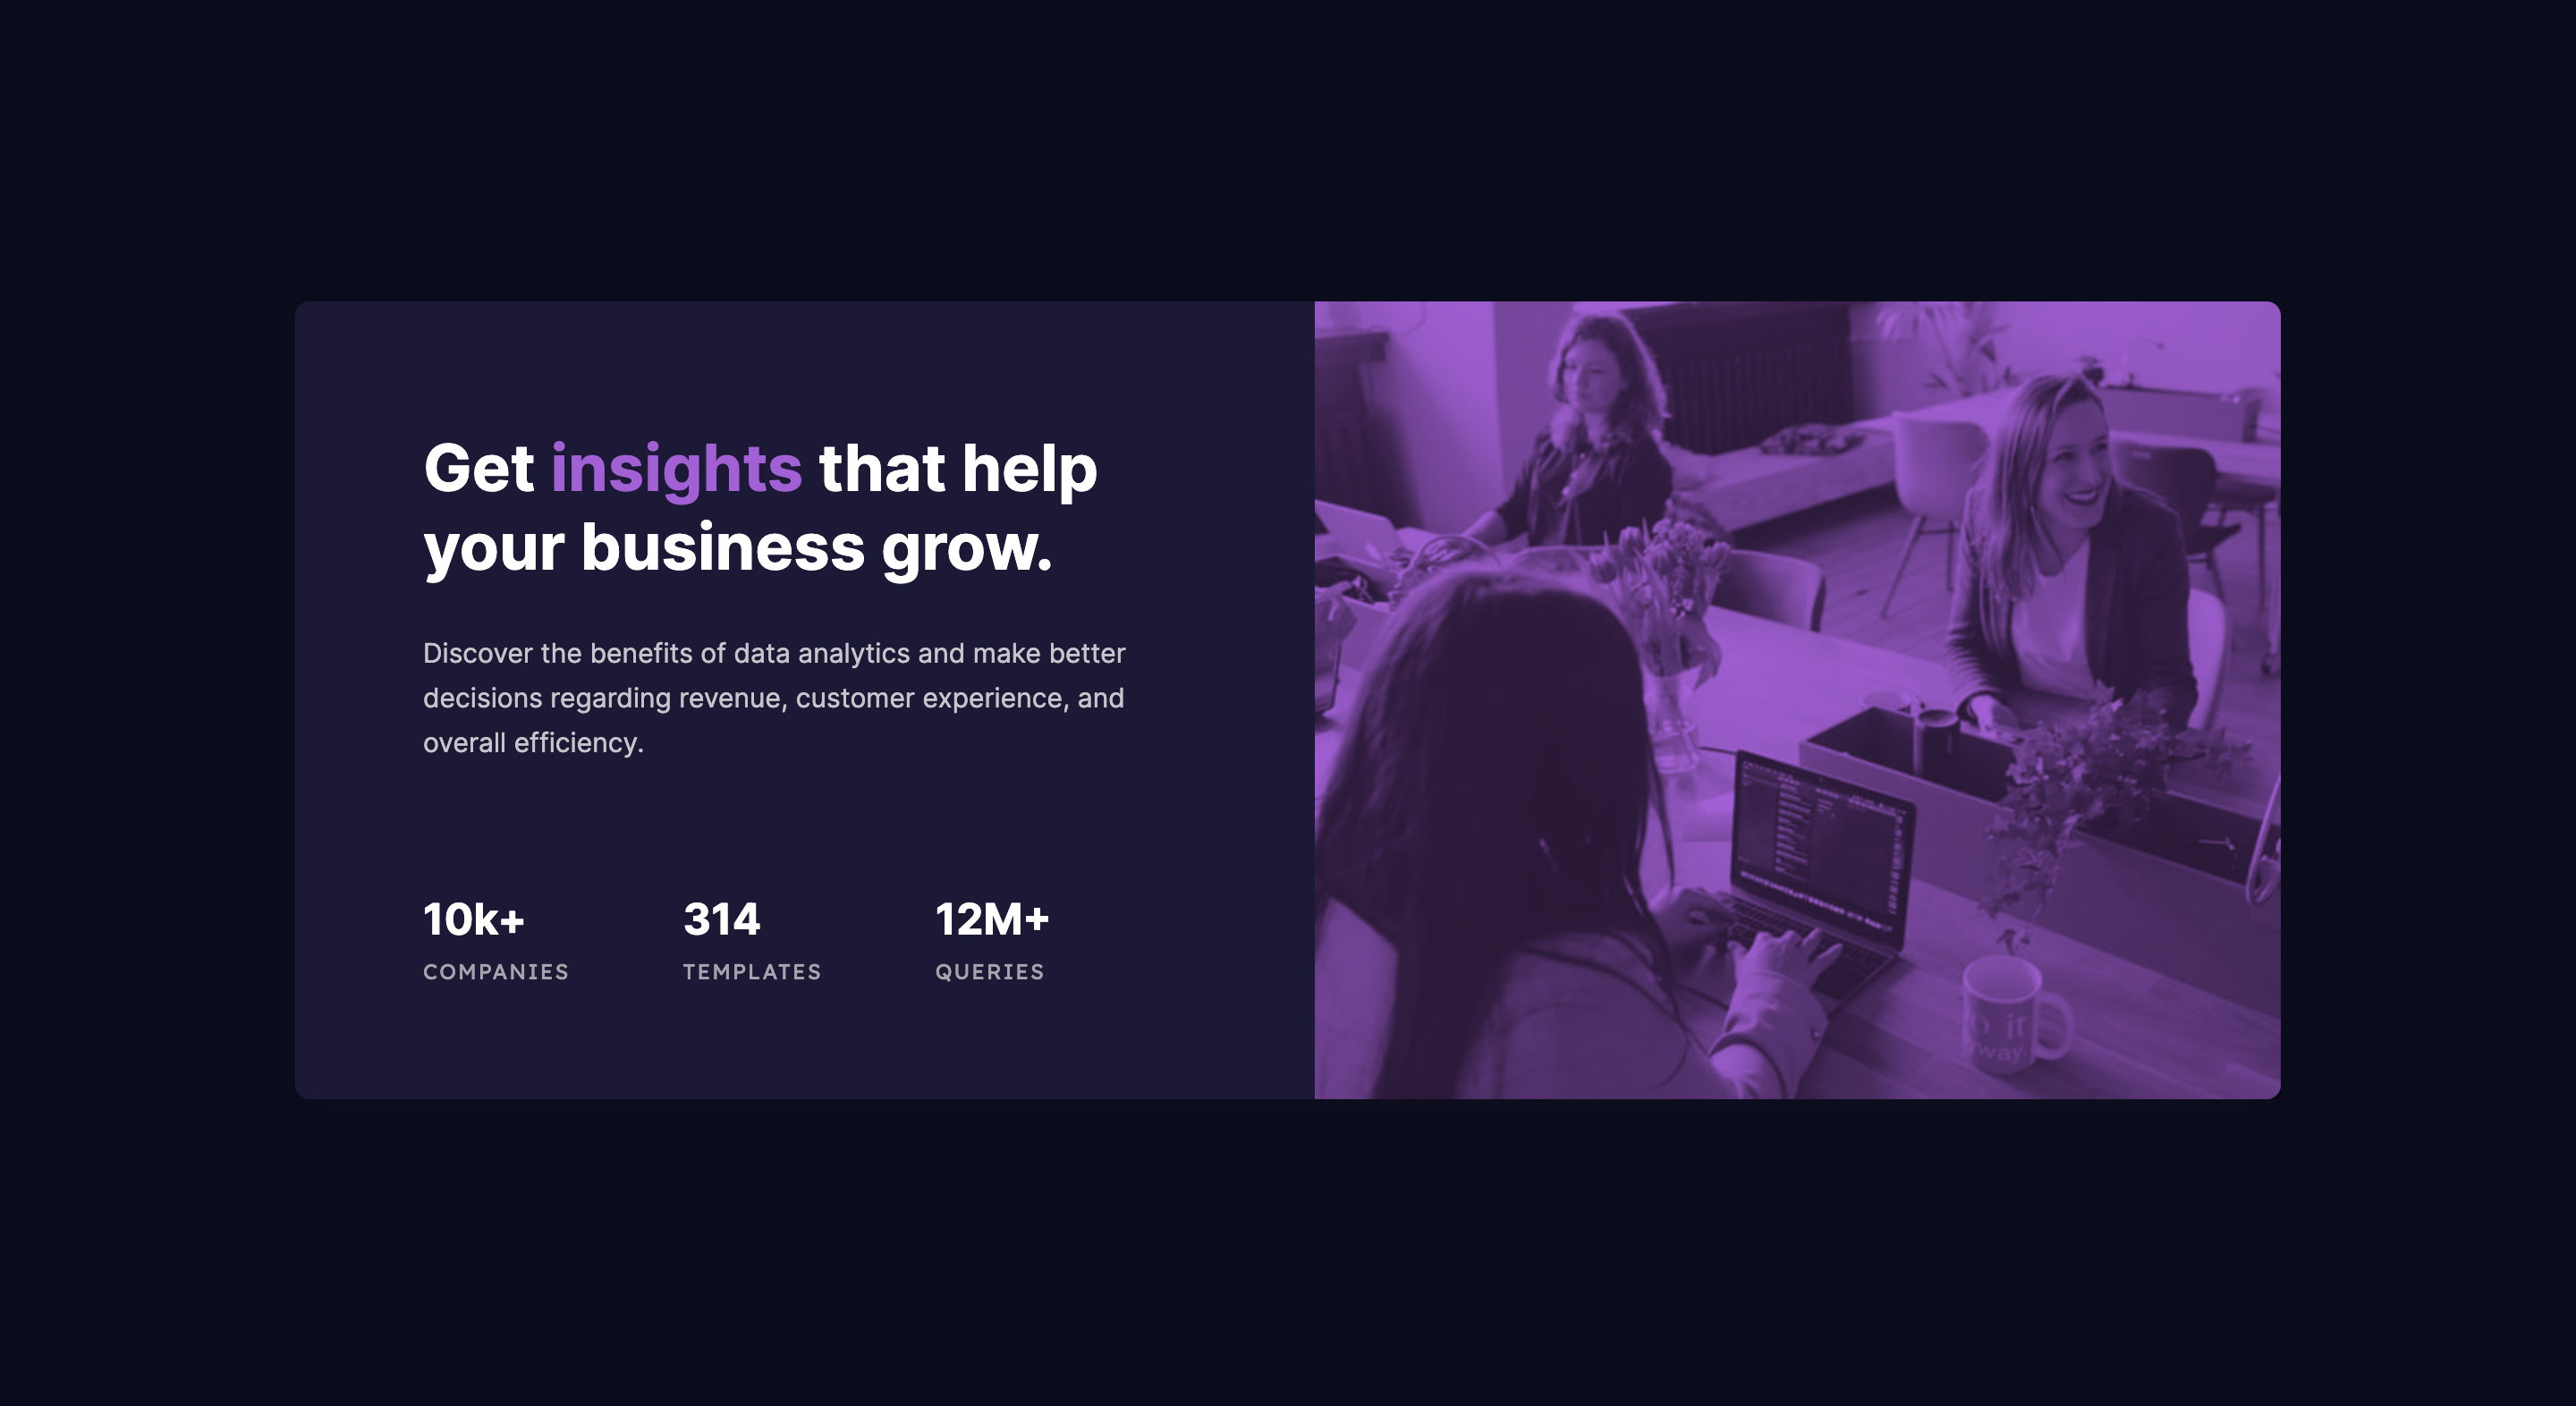 Get insights that help
your business grow.
Discover the benefits of data analytics and make better
decisions regarding revenue, customer experience, and
overall efficiency.
10k+ 314 12M+
COMPANIES TEMPLATES QUERIES